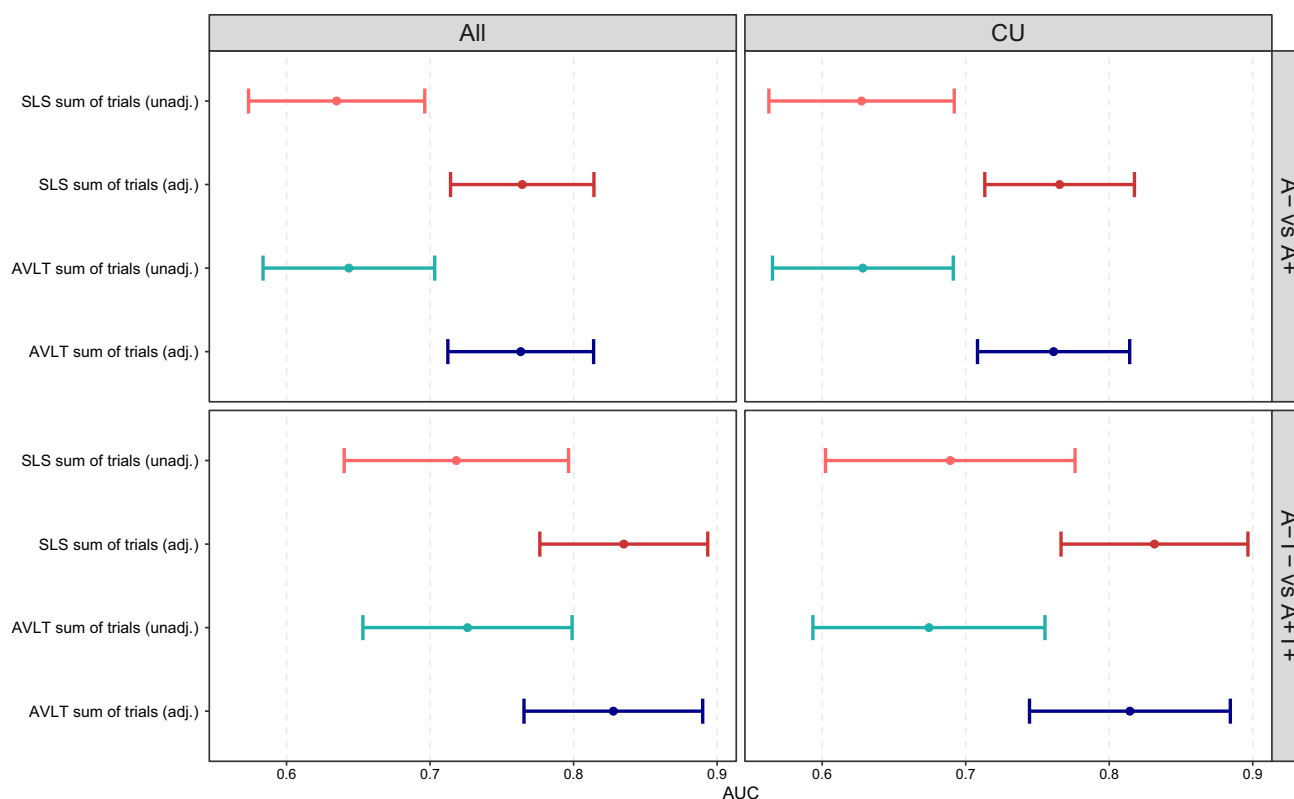 All CU
SLS sum of trials (unadj.)
SLS sum of trials (adj.)
AVLT sum of trials (unadj.)
AVLT sum of trials (adj.)
A− vs A+
SLS sum of trials (unadj.)
SLS sum of trials (adj.)
AVLT sum of trials (unadj.)
AVLT sum of trials (adj.)
A−T− vs A+T+
0.6 0.7 0.8 0.9 0.6 0.7 0.8 0.9
AUC